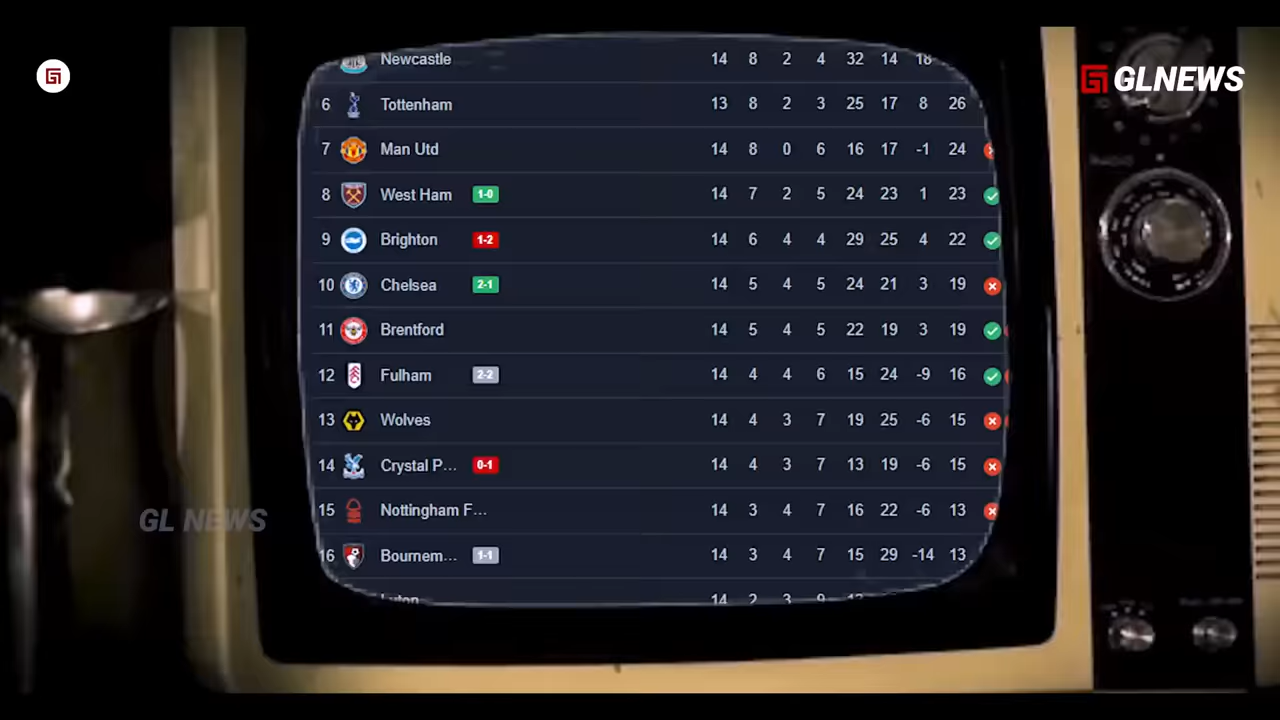 Newcastle 14 8 2 4 32 14 18
GLNEWS
6 Tottenham 13 8 2 3 25 17 8 26
7 Man Utd 14 8 0 6 16 17 -1 24
8 West Ham 1-0 14 7 2 5 24 23 1 23
9 Brighton 1-2 14 6 4 4 29 25 4 22
10 Chelsea 2-1 14 5 4 5 24 21 3 19
11 Brentford 14 5 4 5 22 19 3 19
12 Fulham 2-2 14 4 4 6 15 24 -9 16
13 Wolves 14 4 3 7 19 25 -6 15
14 Crystal P... 0-1 14 4 3 7 13 19 -6 15
15 Nottingham F... 14 3 4 7 16 22 -6 13
GL NEWS
16 Bournem... 1-1 14 3 4 7 15 29 -14 13
Luton 14 2 3 9